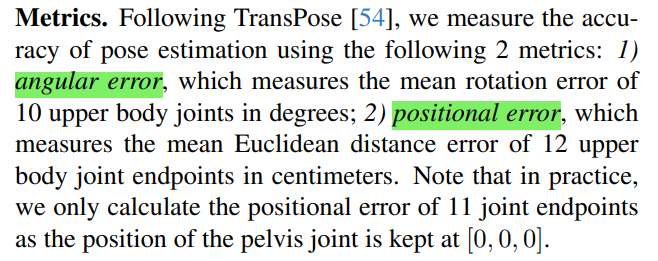 Metrics. Following TransPose [54], we measure the accu-
racy of pose estimation using the following 2 metrics: 1)
angular error, which measures the mean rotation error of
10 upper body joints in degrees; 2) positional error, which
measures the mean Euclidean distance error of 12 upper
body joint endpoints in centimeters. Note that in practice,
we only calculate the positional error of 11 joint endpoints
as the position of the pelvis joint is kept at [0, 0, 0].